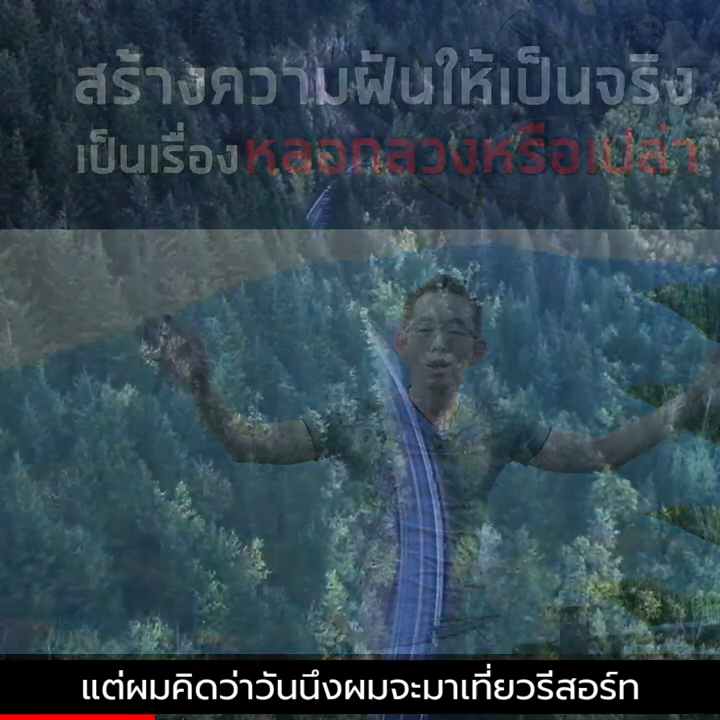 สร้างความฝันให้เป็นจริง
เป็นเรื่องหลอกลวงหรือเปล่า
แต่ผมคิดว่าวันนึงผมจะมาเที่ยวรีสอร์ท